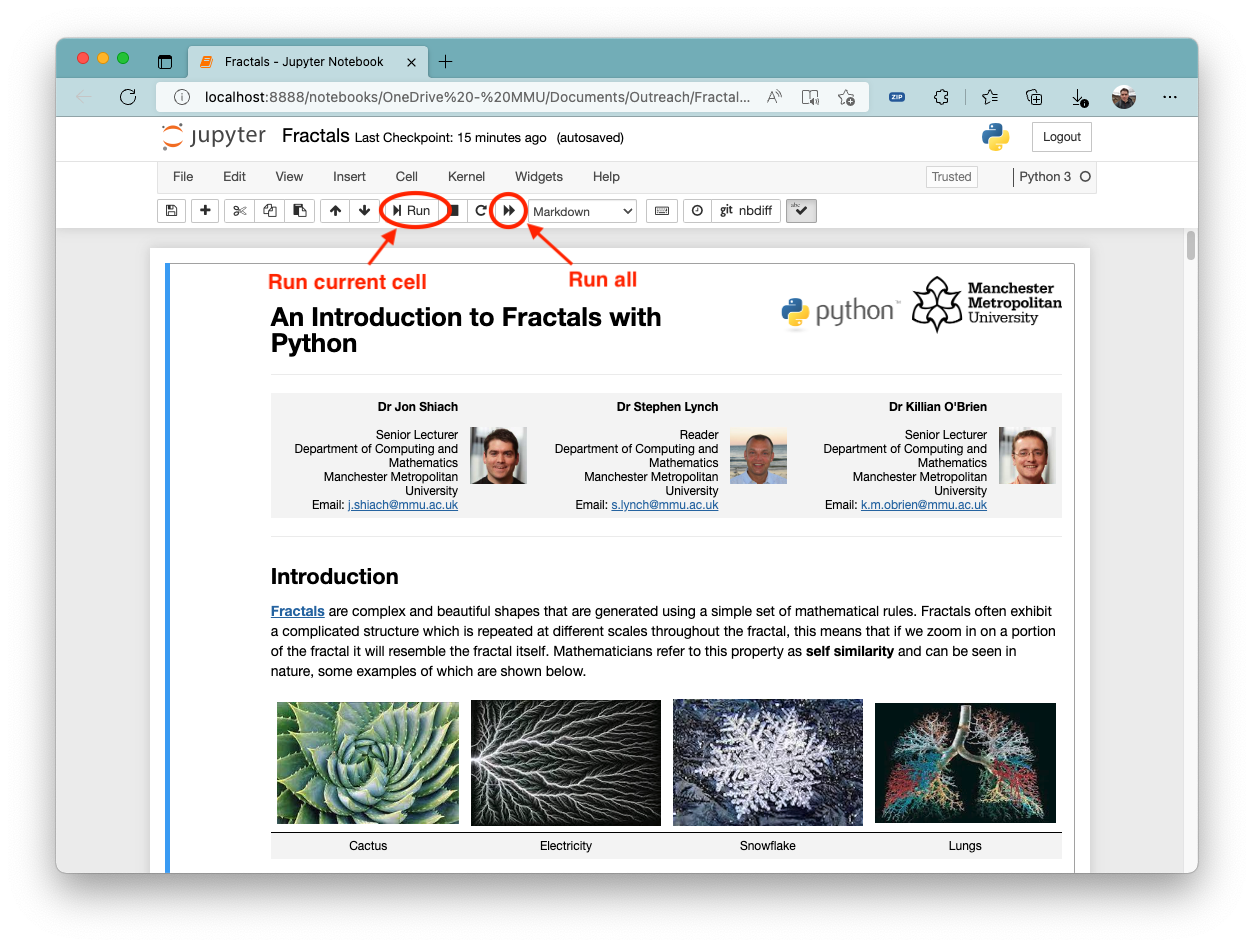 Fractals - Jupyter Notebook
localhost:8888/notebooks/OneDrive%20-%20MMU/Documents/Outreach/Fractal...
ZIP
jupyter Fractals Last Checkpoint: 15 minutes ago (autosaved)
Logout
File Edit View Insert Cell Kernel Widgets Help
Trusted
Python 3
Run
Markdown
git nbdiff
abc
Run current cell
Run all
An Introduction to Fractals with
Python
python™
Manchester
Metropolitan
University
Dr Jon Shiach
Senior Lecturer
Department of Computing and
Mathematics
Manchester Metropolitan
University
Email: j.shiach@mmu.ac.uk
Dr Stephen Lynch
Reader
Department of Computing and
Mathematics
Manchester Metropolitan
University
Email: s.lynch@mmu.ac.uk
Dr Killian O'Brien
Senior Lecturer
Department of Computing and
Mathematics
Manchester Metropolitan
University
Email: k.m.obrien@mmu.ac.uk
Introduction
Fractals are complex and beautiful shapes that are generated using a simple set of mathematical rules. Fractals often exhibit
a complicated structure which is repeated at different scales throughout the fractal, this means that if we zoom in on a portion
of the fractal it will resemble the fractal itself. Mathematicians refer to this property as self similarity and can be seen in
nature, some examples of which are shown below.
Cactus Electricity Snowflake Lungs